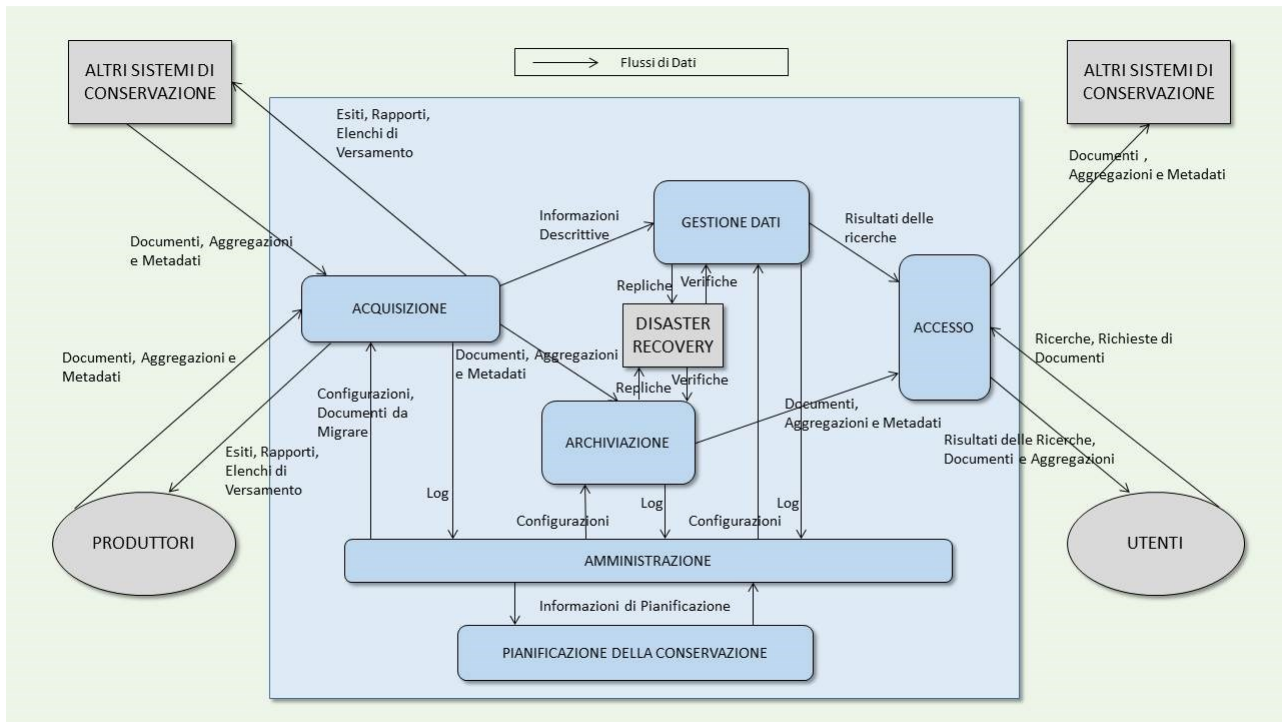 ALTRI SISTEMI DI
CONSERVAZIONE
Flussi di Dati
ALTRI SISTEMI DI
CONSERVAZIONE
Esiti, Rapporti,
Elenchi di
Versamento
Documenti ,
Aggregazioni e Metadati
Documenti, Aggregazioni
e Metadati
Informazioni
Descrittive
GESTIONE DATI
Risultati delle
ricerche
Repliche
Verifiche
ACQUISIZIONE
DISASTER
RECOVERY
ACCESSO
Ricerche, Richieste di
Documenti
Documenti, Aggregazioni e
Metadati
Documenti, Aggregazioni
e Metadati
Repliche
Verifiche
Configurazioni,
Documenti da
Migrare
Documenti,
Aggregazioni e Metadati
ARCHIVIAZIONE
Risultati delle Ricerche,
Documenti e Aggregazioni
Esiti, Rapporti,
Elenchi di
Versamento
Log
Log
Log
Configurazioni
Configurazioni
PRODUTTORI
UTENTI
AMMINISTRAZIONE
Informazioni di Pianificazione
PIANIFICAZIONE DELLA CONSERVAZIONE